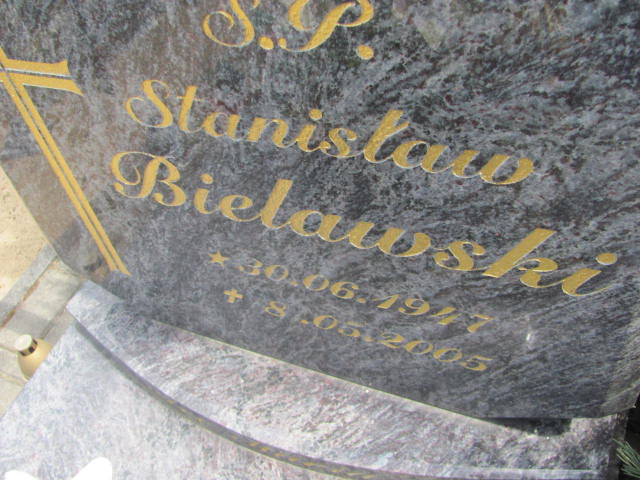 Ś.P.
Stanisław
Bielawski
★ 30.06.1947
✝ 8.05.2005